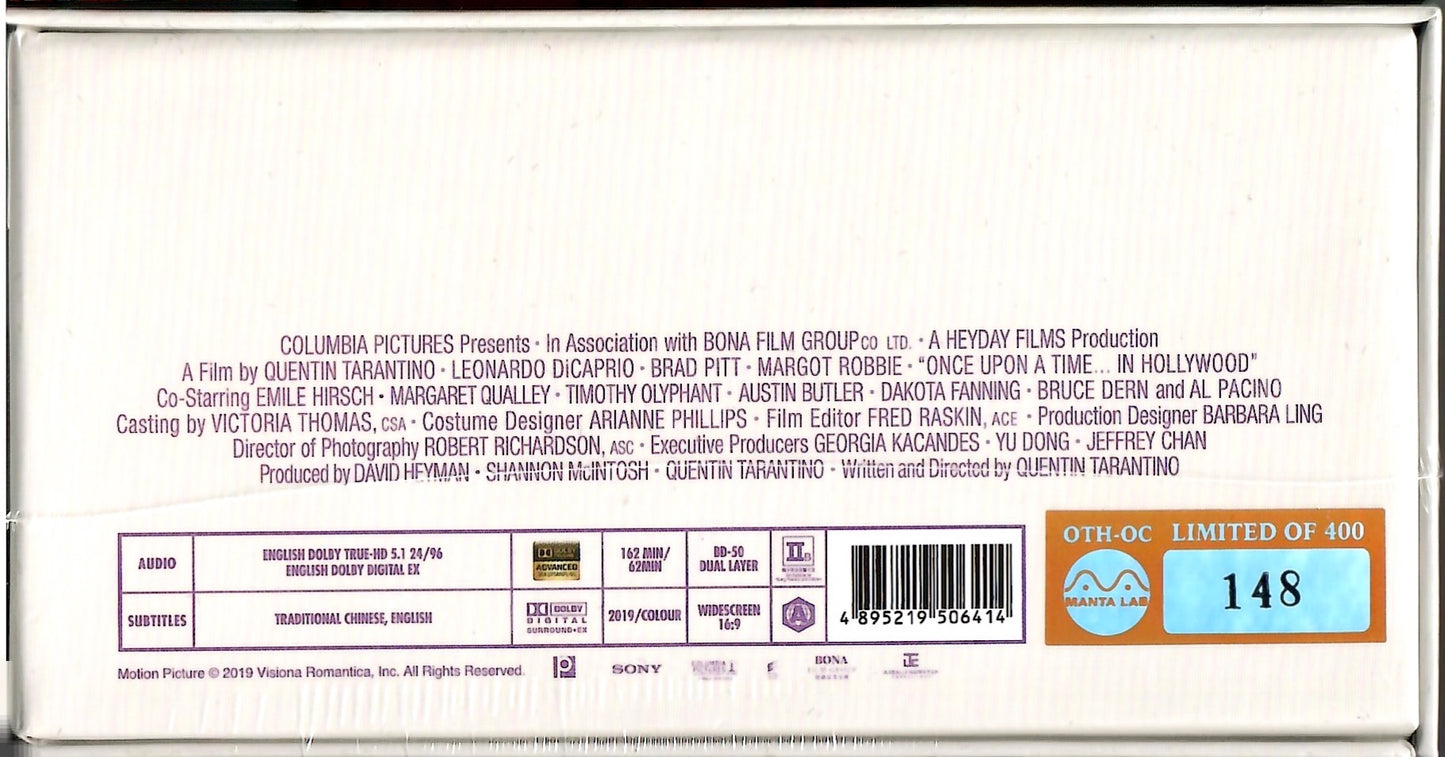 COLUMBIA PICTURES Presents • In Association with BONA FILM GROUP CO LTD. • A HEYDAY FILMS Production
A Film by QUENTIN TARANTINO • LEONARDO DiCAPRIO • BRAD PITT • MARGOT ROBBIE • “ONCE UPON A TIME... IN HOLLYWOOD”
Co-Starring EMILE HIRSCH • MARGARET QUALLEY • TIMOTHY OLYPHANT • AUSTIN BUTLER • DAKOTA FANNING • BRUCE DERN and AL PACINO
Casting by VICTORIA THOMAS, CSA • Costume Designer ARIANNE PHILLIPS • Film Editor FRED RASKIN, ACE • Production Designer BARBARA LING
Director of Photography ROBERT RICHARDSON, ASC • Executive Producers GEORGIA KACANDES • YU DONG • JEFFREY CHAN
Produced by DAVID HEYMAN • SHANNON McINTOSH • QUENTIN TARANTINO • Written and Directed by QUENTIN TARANTINO
AUDIO
ENGLISH DOLBY TRUE-HD 5.1 24/96
ENGLISH DOLBY DIGITAL EX
DOLBY
ADVANCED
162 MIN/
62MIN
BD-50
DUAL LAYER
IIB
SUBTITLES
TRADITIONAL CHINESE, ENGLISH
DOLBY
DIGITAL
SURROUND•EX
2019/COLOUR
WIDESCREEN
16:9
A
4 895219 506414
OTH-OC LIMITED OF 400
MANTA LAB
148
Motion Picture © 2019 Visiona Romantica, Inc. All Rights Reserved.
SONY
BONA